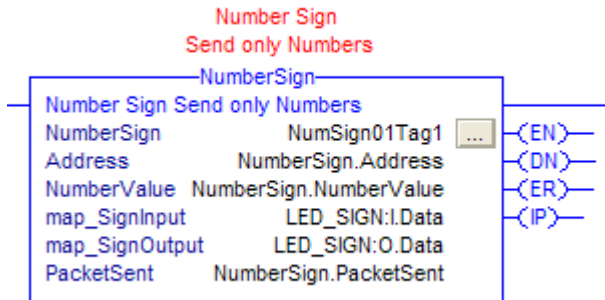 Number Sign
Send only Numbers
NumberSign
Number Sign Send only Numbers
NumberSign NumSign01Tag1 ... (EN)
Address NumberSign.Address (DN)
NumberValue NumberSign.NumberValue (ER)
map_SignInput LED_SIGN:I.Data (IP)
map_SignOutput LED_SIGN:O.Data
PacketSent NumberSign.PacketSent